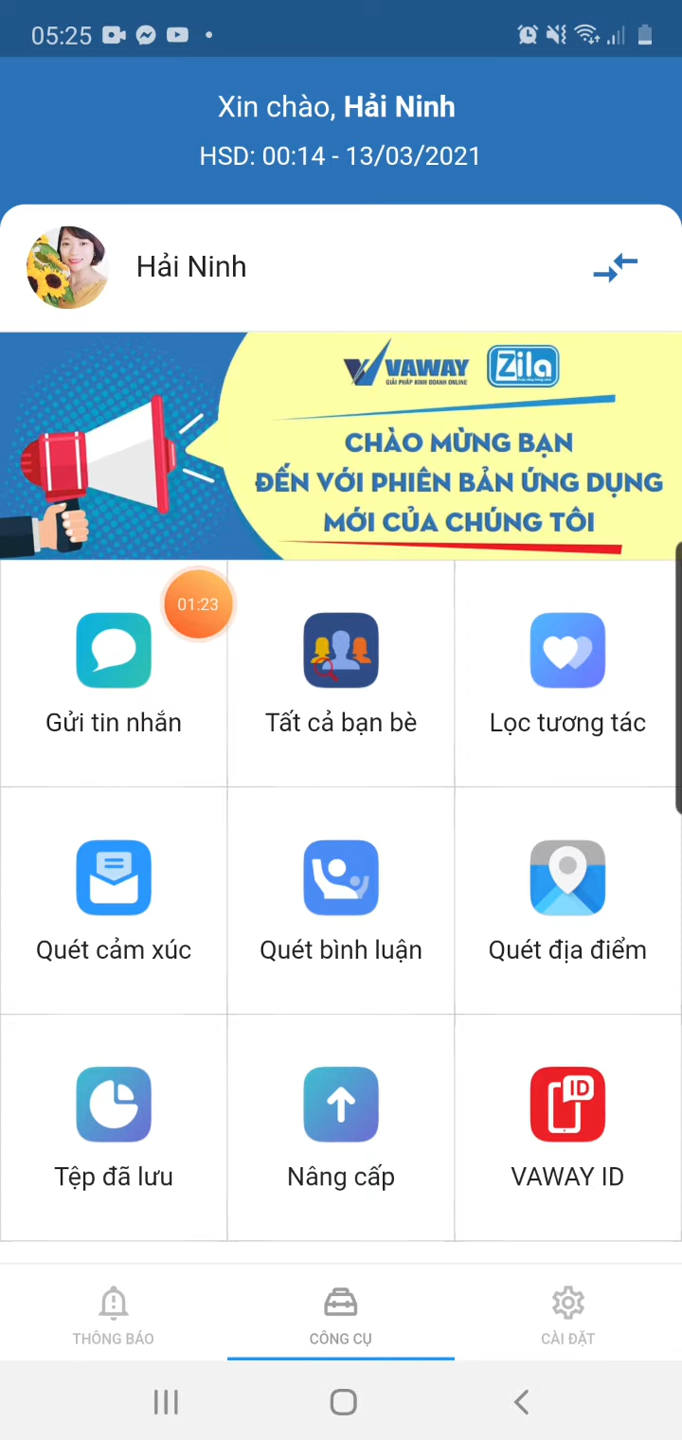 05:25
Xin chào, Hải Ninh
HSD: 00:14 - 13/03/2021
Hải Ninh
VAWAY Zila
GIẢI PHÁP KINH DOANH ONLINE
CHÀO MỪNG BẠN
ĐẾN VỚI PHIÊN BẢN ỨNG DỤNG
MỚI CỦA CHÚNG TÔI
01:23
Gửi tin nhắn
Tất cả bạn bè
Lọc tương tác
Quét cảm xúc
Quét bình luận
Quét địa điểm
ID
Tệp đã lưu
Nâng cấp
VAWAY ID
THÔNG BÁO
CÔNG CỤ
CÀI ĐẶT